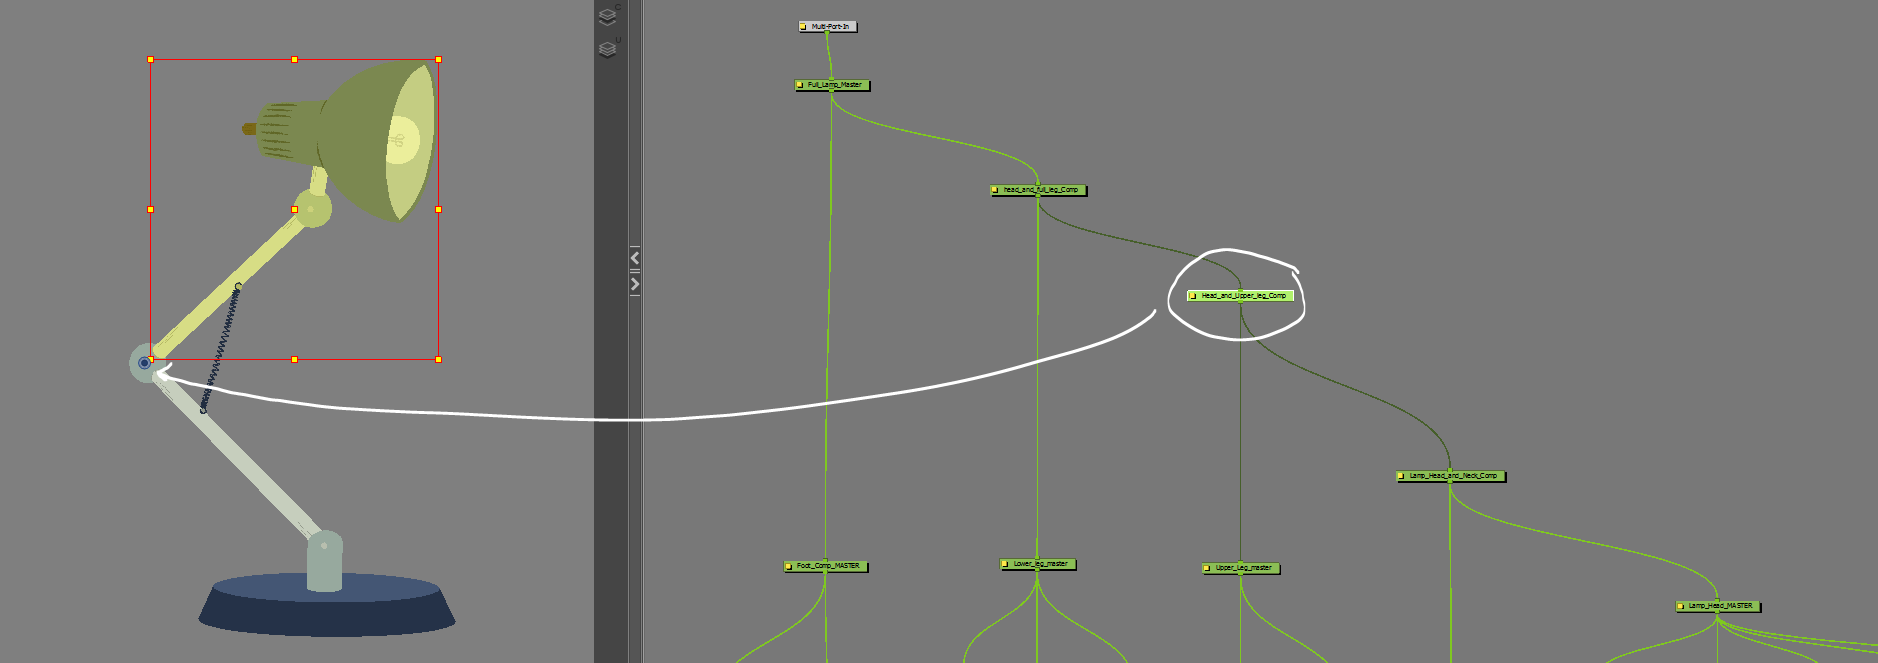 Multi-Port-In
Full_Lamp_Master
head_and_full_leg_Comp
Head_and_Upper_leg_Comp
Lamp_Head_and_Neck_Comp
Foot_Comp_MASTER
Lower_leg_master
Upper_Leg_master
Lamp_Head_MASTER